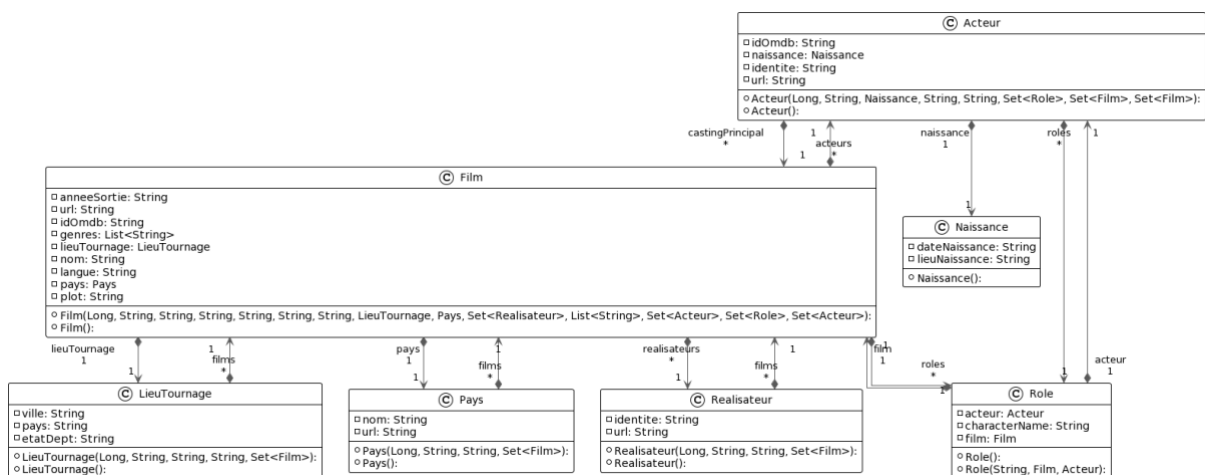 C Acteur
idOmdb: String
naissance: Naissance
identite: String
url: String
Acteur(Long, String, Naissance, String, String, Set<Role>, Set<Film>, Set<Film>):
Acteur():
castingPrincipal
*
1
1
acteurs
*
naissance
1
1
roles
*
1
1
C Film
anneeSortie: String
url: String
idOmdb: String
genres: List<String>
lieuTournage: LieuTournage
nom: String
langue: String
pays: Pays
plot: String
Film(Long, String, String, String, String, String, String, LieuTournage, Pays, Set<Realisateur>, List<String>, Set<Acteur>, Set<Role>, Set<Acteur>):
Film():
C Naissance
dateNaissance: String
lieuNaissance: String
Naissance():
lieuTournage
1
1
1
films
*
pays
1
1
1
films
*
realisateurs
*
1
1
films
*
film
1
1
roles
*
1
acteur
1
C LieuTournage
ville: String
pays: String
etatDept: String
LieuTournage(Long, String, String, String, Set<Film>):
LieuTournage():
C Pays
nom: String
url: String
Pays(Long, String, String, Set<Film>):
Pays():
C Realisateur
identite: String
url: String
Realisateur(Long, String, String, Set<Film>):
Realisateur():
C Role
acteur: Acteur
characterName: String
film: Film
Role():
Role(String, Film, Acteur):